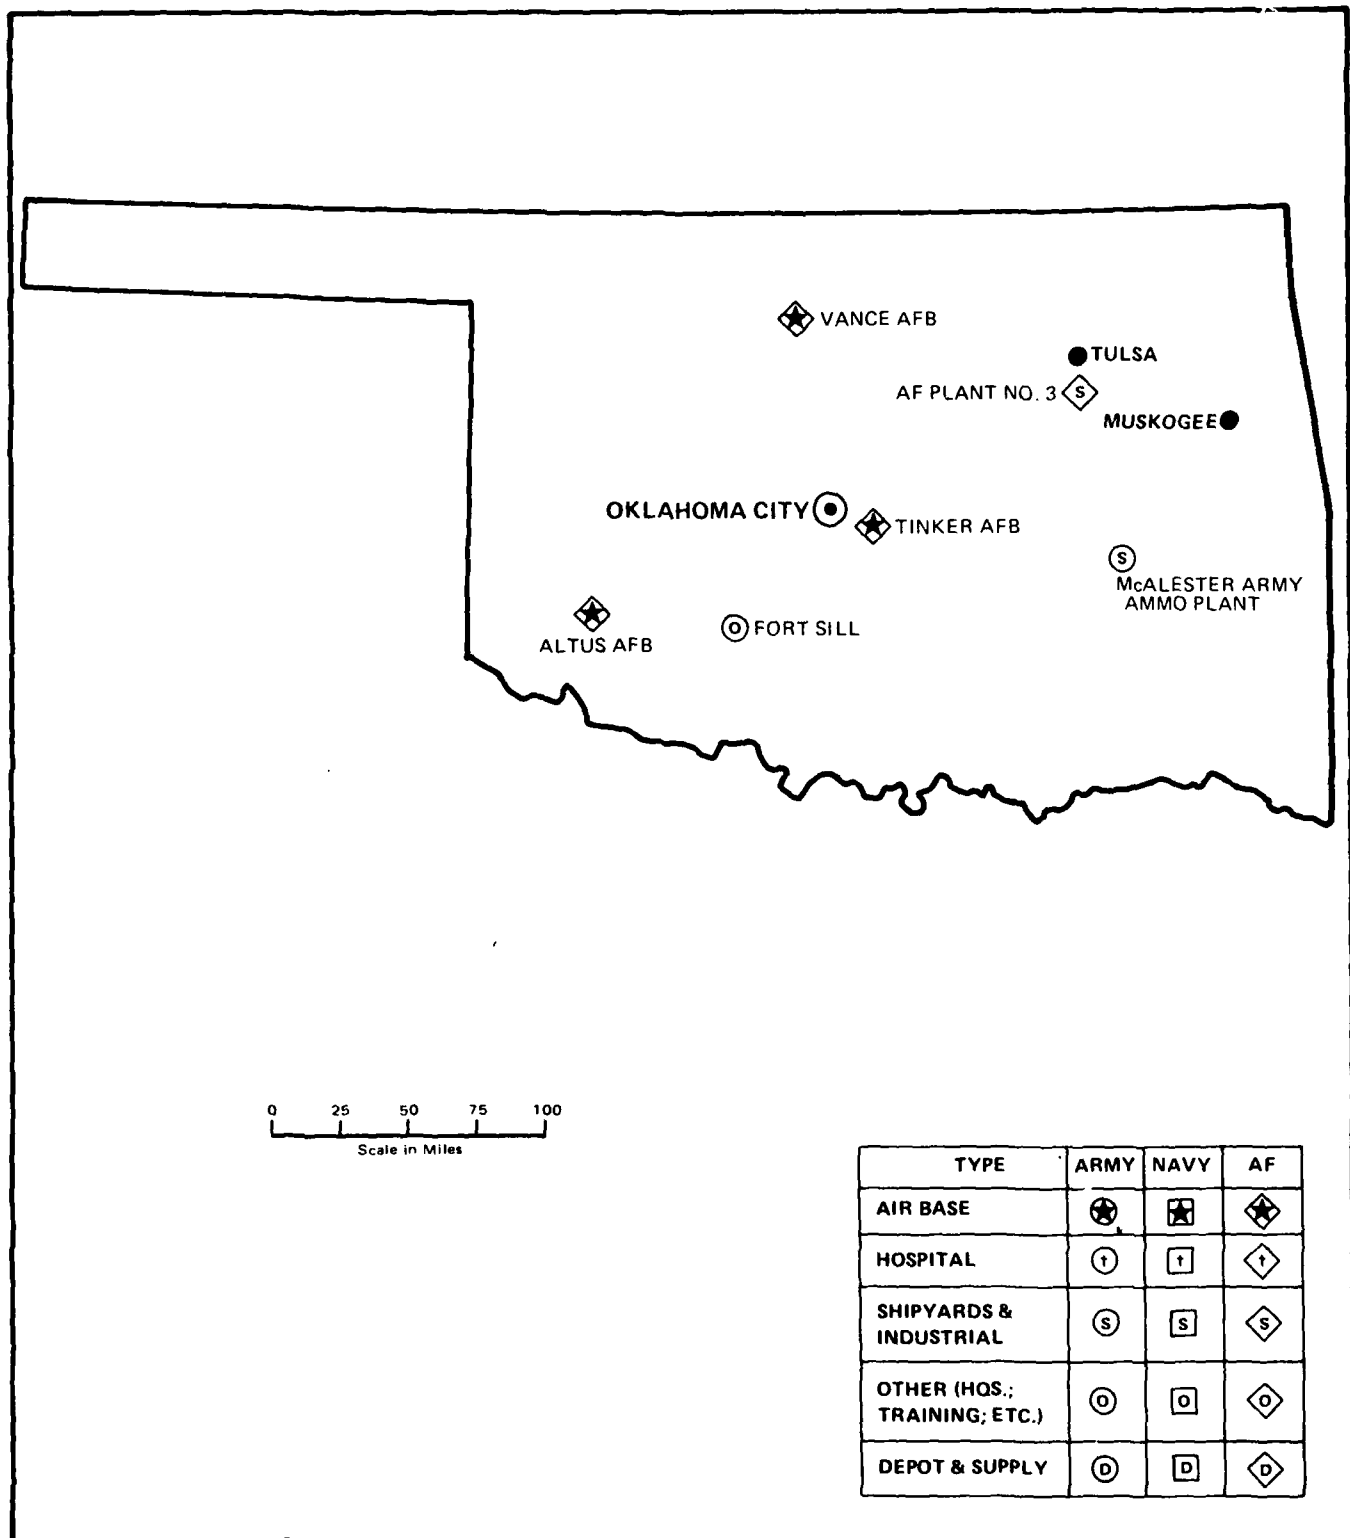 VANCE AFB
TULSA
AF PLANT NO. 3
S
MUSKOGEE
OKLAHOMA CITY
TINKER AFB
S
McALESTER ARMY
AMMO PLANT
ALTUS AFB
O FORT SILL
0 25 50 75 100
Scale in Miles
TYPE ARMY NAVY AF
AIR BASE
HOSPITAL † † †
SHIPYARDS &
INDUSTRIAL S S S
OTHER (HQS.;
TRAINING; ETC.) O O O
DEPOT & SUPPLY D D D